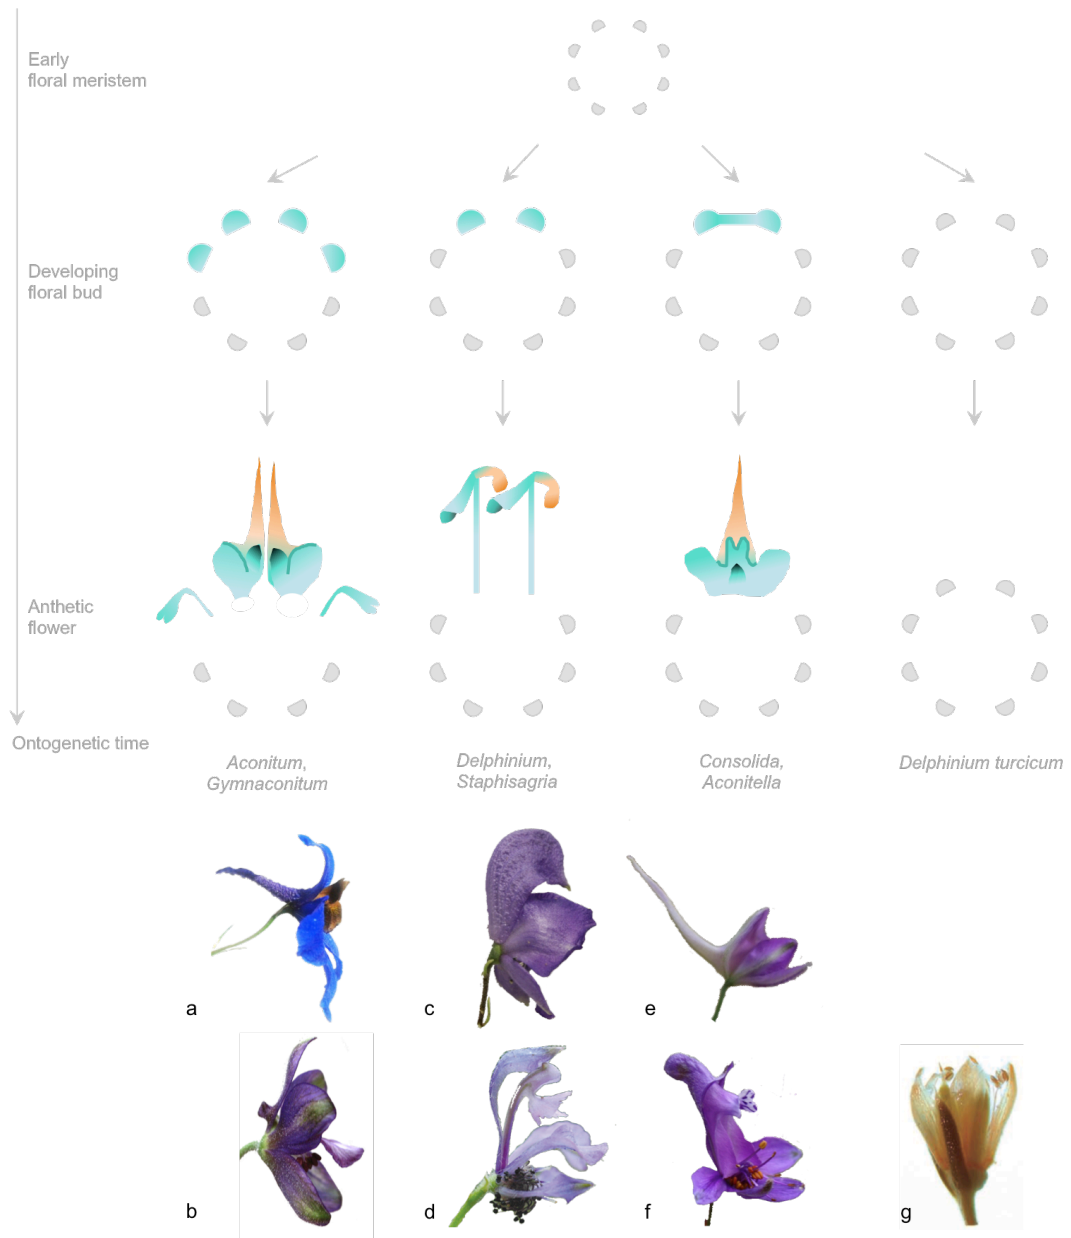 Early
floral meristem
Developing
floral bud
Anthetic
flower
Ontogenetic time
Aconitum,
Gymnaconitum
Delphinium,
Staphisagria
Consolida,
Aconitella
Delphinium turcicum
a
c
e
b
d
f
g